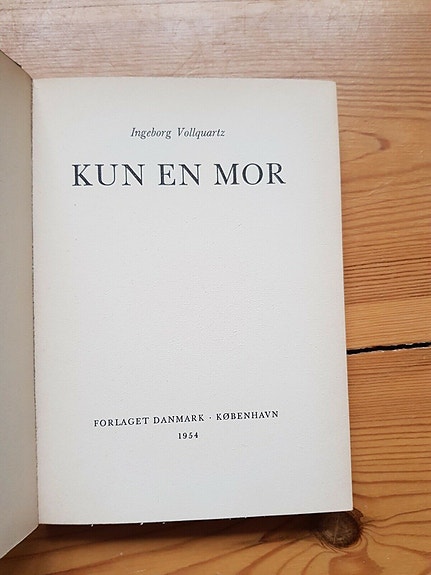 Ingeborg Vollquartz
KUN EN MOR
FORLAGET DANMARK · KØBENHAVN
1954